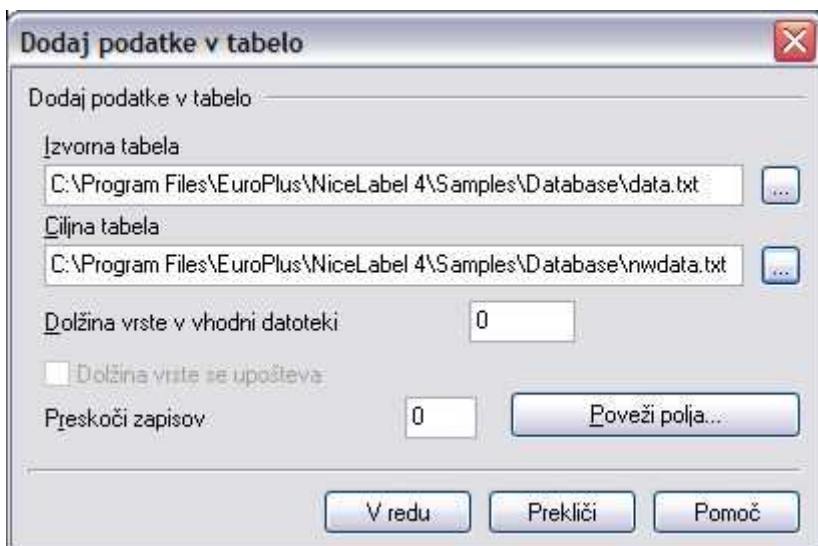 Dodaj podatke v tabelo
Dodaj podatke v tabelo
Izvorna tabela
C:\Program Files\EuroPlus\NiceLabel 4\Samples\Database\data.txt ...
Ciljna tabela
C:\Program Files\EuroPlus\NiceLabel 4\Samples\Database\nwdata.txt ...
Dolžina vrste v vhodni datoteki 0
Dolžina vrste se upošteva
Preskoči zapisov 0 Poveži polja...
V redu Prekliči Pomoč